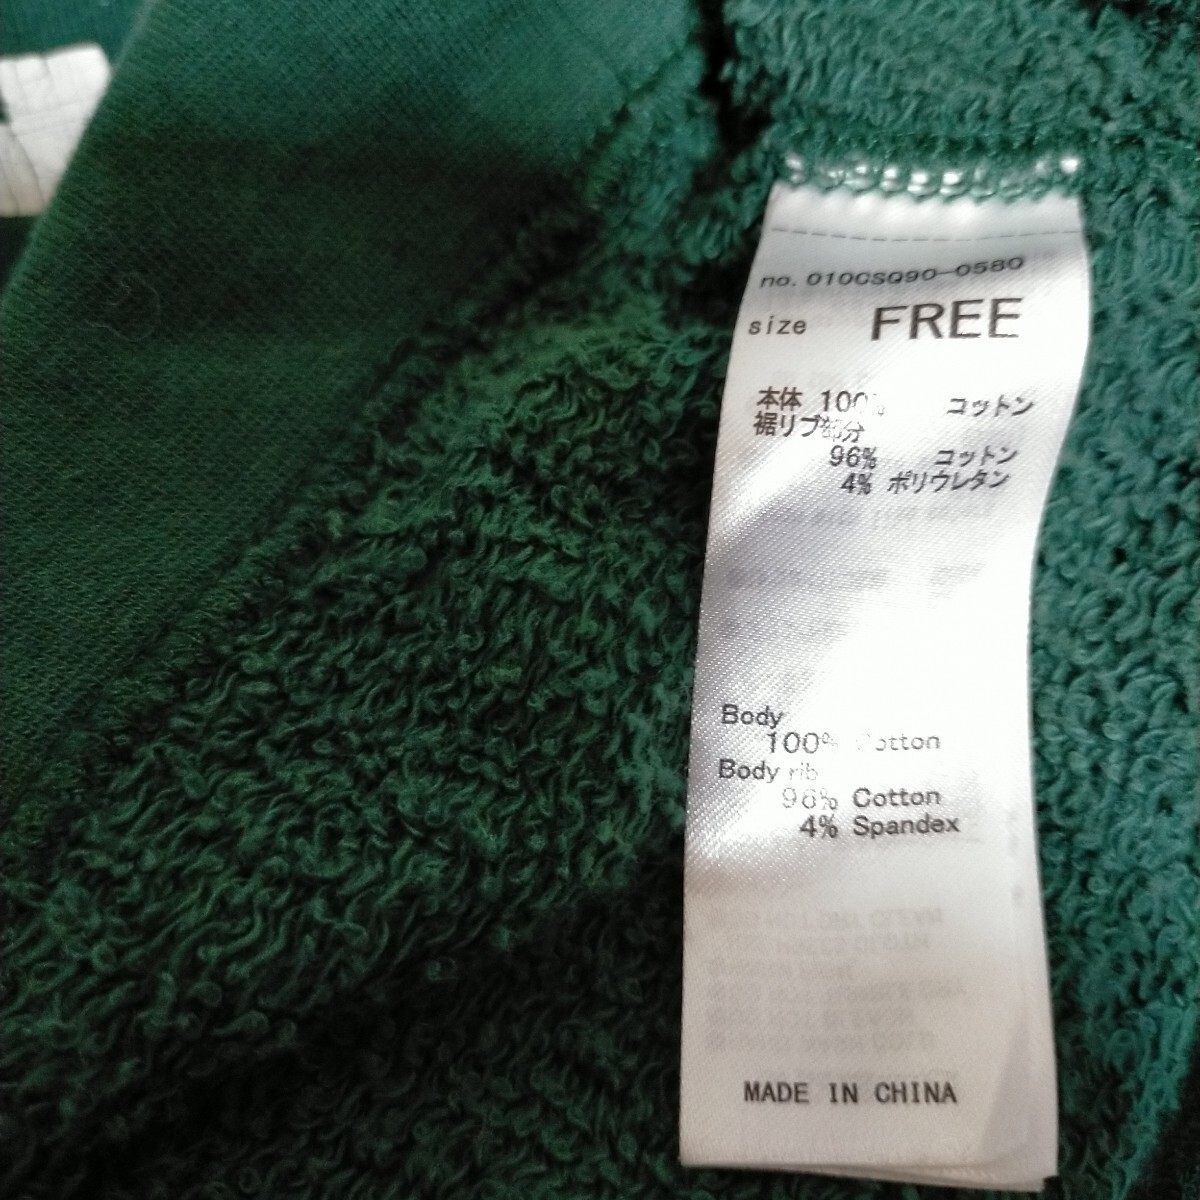 no. 010CSQ90-0580
size FREE
本体 100% コットン
裾リブ部分
96% コットン
4% ポリウレタン
Body
100% Cotton
Body rib
96% Cotton
4% Spandex
MADE IN CHINA